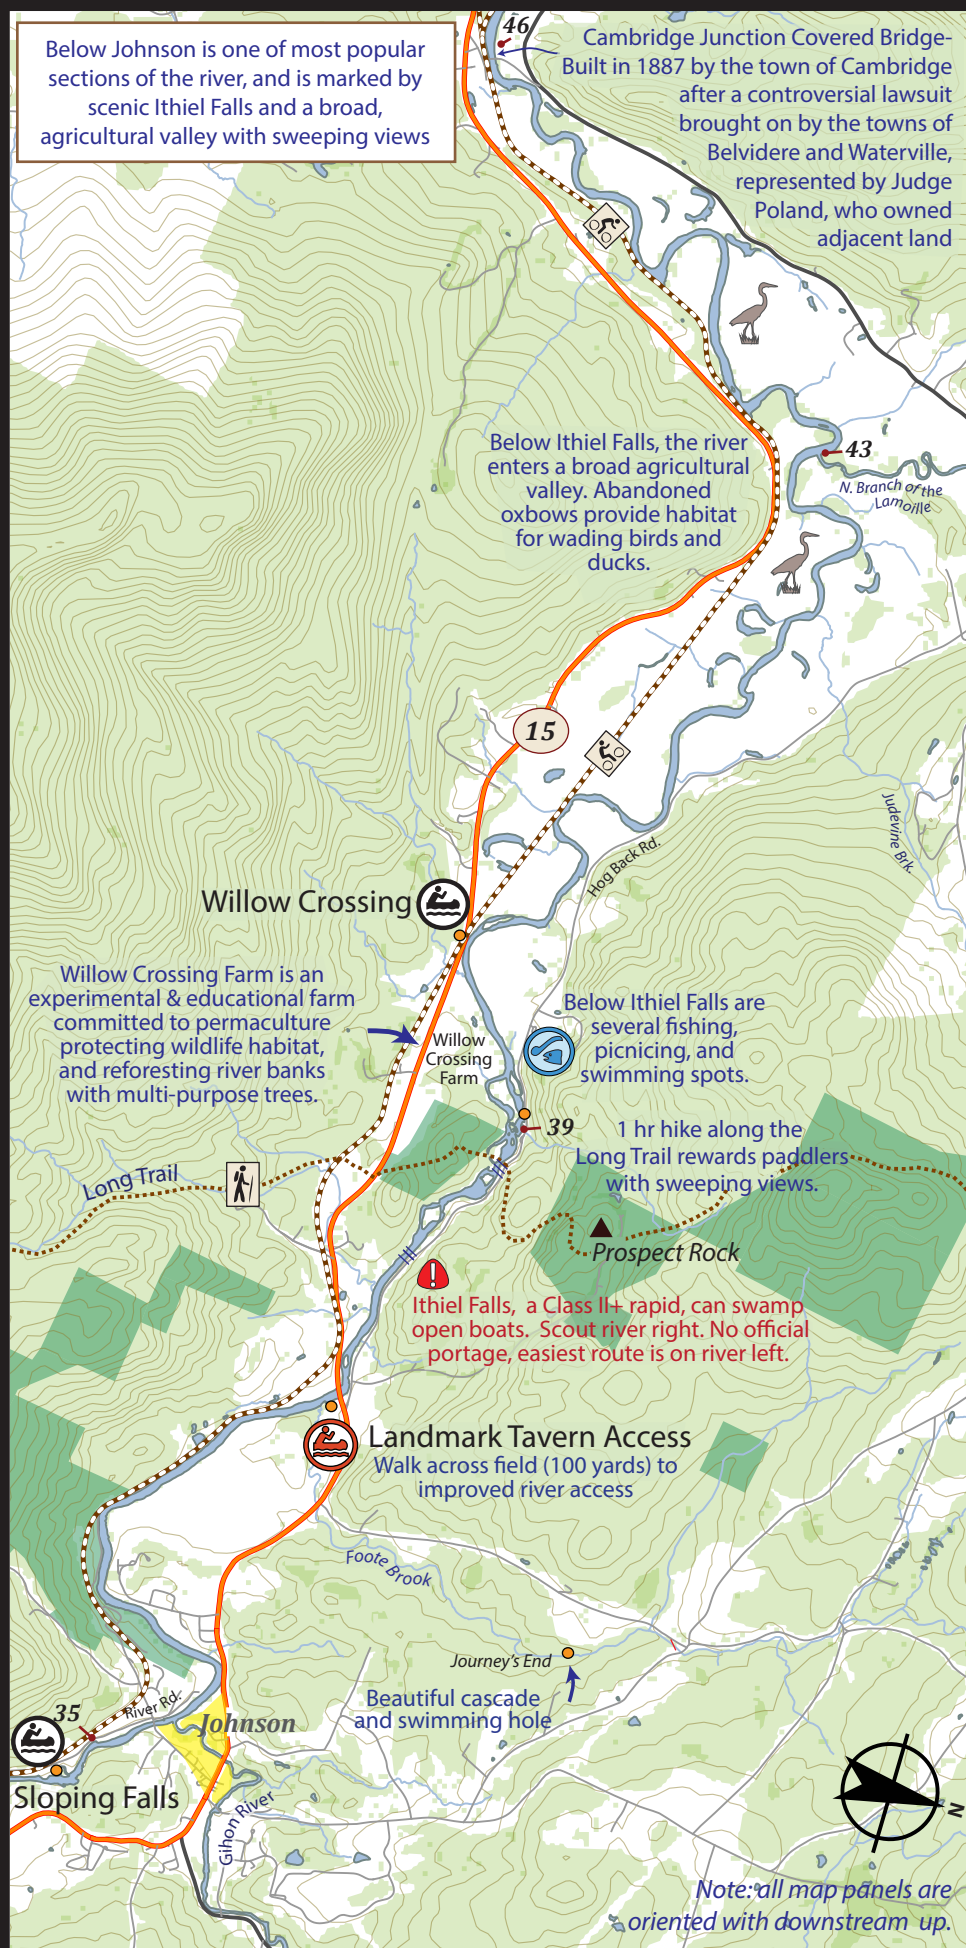 Below Johnson is one of most popular
sections of the river, and is marked by
scenic Ithiel Falls and a broad,
agricultural valley with sweeping views
46
Cambridge Junction Covered Bridge-
Built in 1887 by the town of Cambridge
after a controversial lawsuit
brought on by the towns of
Belvidere and Waterville,
represented by Judge
Poland, who owned
adjacent land
Below Ithiel Falls, the river
enters a broad agricultural
valley. Abandoned
oxbows provide habitat
for wading birds and
ducks.
43
N. Branch of the
Lamoille
15
Judevine Brk.
Hog Back Rd.
Willow Crossing
Willow Crossing Farm is an
experimental & educational farm
committed to permaculture
protecting wildlife habitat,
and reforesting river banks
with multi-purpose trees.
Willow
Crossing
Farm
Below Ithiel Falls are
several fishing,
picnicing, and
swimming spots.
39
1 hr hike along the
Long Trail rewards paddlers
with sweeping views.
Long Trail
Prospect Rock
Ithiel Falls, a Class II+ rapid, can swamp
open boats. Scout river right. No official
portage, easiest route is on river left.
Landmark Tavern Access
Walk across field (100 yards) to
improved river access
Foote Brook
Journey's End
Beautiful cascade
and swimming hole
35
River Rd.
Johnson
Sloping Falls
Gihon River
N
Note: all map panels are
oriented with downstream up.